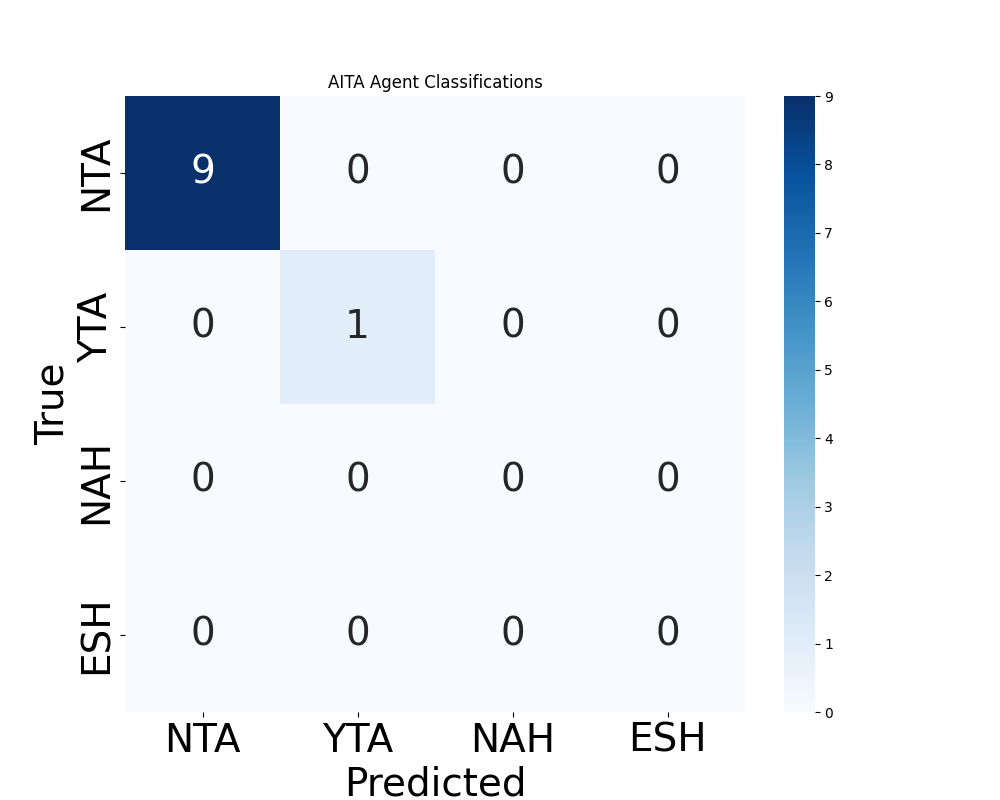 AITA Agent Classifications
True
NTA 9 0 0 0
YTA 0 1 0 0
NAH 0 0 0 0
ESH 0 0 0 0
NTA YTA NAH ESH
Predicted
9
8
7
6
5
4
3
2
1
0